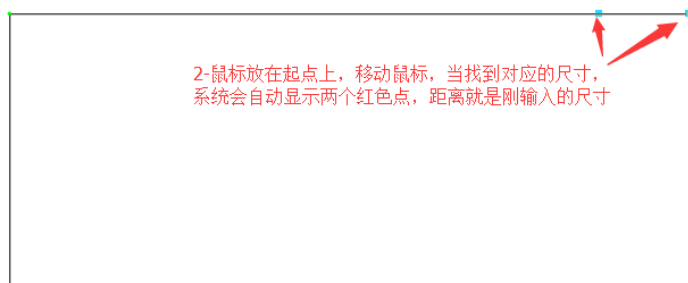 2-鼠标放在起点上，移动鼠标，当找到对应的尺寸，
系统会自动显示两个红色点，距离就是刚输入的尺寸